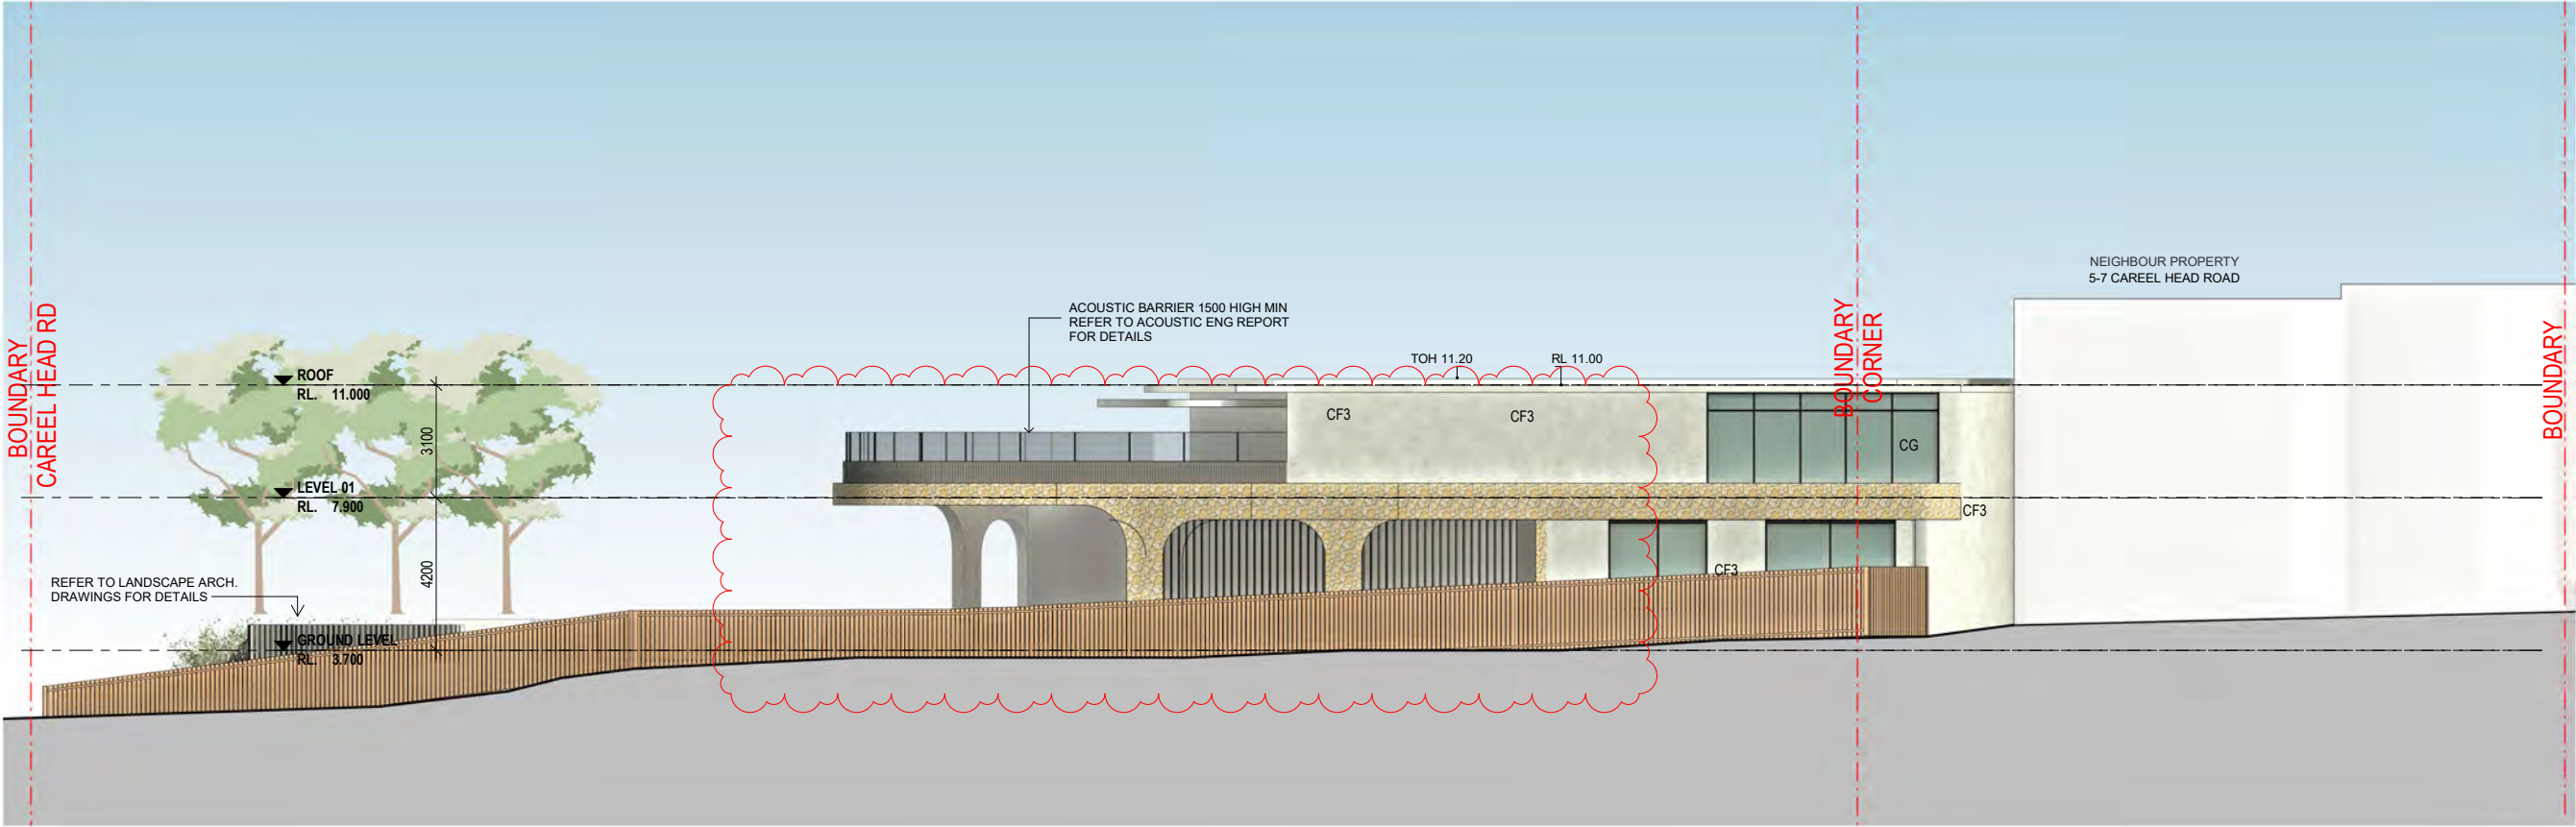 NEIGHBOUR PROPERTY
5-7 CAREEL HEAD ROAD
ACOUSTIC BARRIER 1500 HIGH MIN
REFER TO ACOUSTIC ENG REPORT
FOR DETAILS
BOUNDARY
CAREEL HEAD RD
BOUNDARY
CORNER
BOUNDARY
TOH 11.20
RL 11.00
ROOF
RL. 11.000
3100
CF3
CF3
CG
LEVEL 01
RL. 7.900
CF3
4200
CF3
REFER TO LANDSCAPE ARCH.
DRAWINGS FOR DETAILS
GROUND LEVEL
RL. 3.700